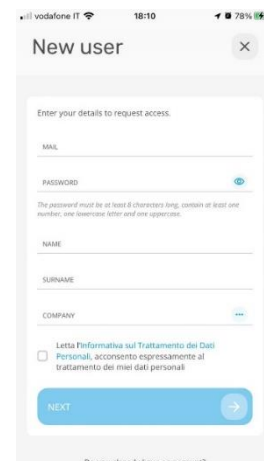 vodafone IT 18:10 78%
New user
Enter your details to request access.
MAIL
PASSWORD
The password must be at least 8 characters long, contain at least one
number, one lowercase letter and one uppercase.
NAME
SURNAME
COMPANY
Letta l'Informativa sul Trattamento dei Dati
Personali, acconsento espressamente al
trattamento dei miei dati personali
NEXT